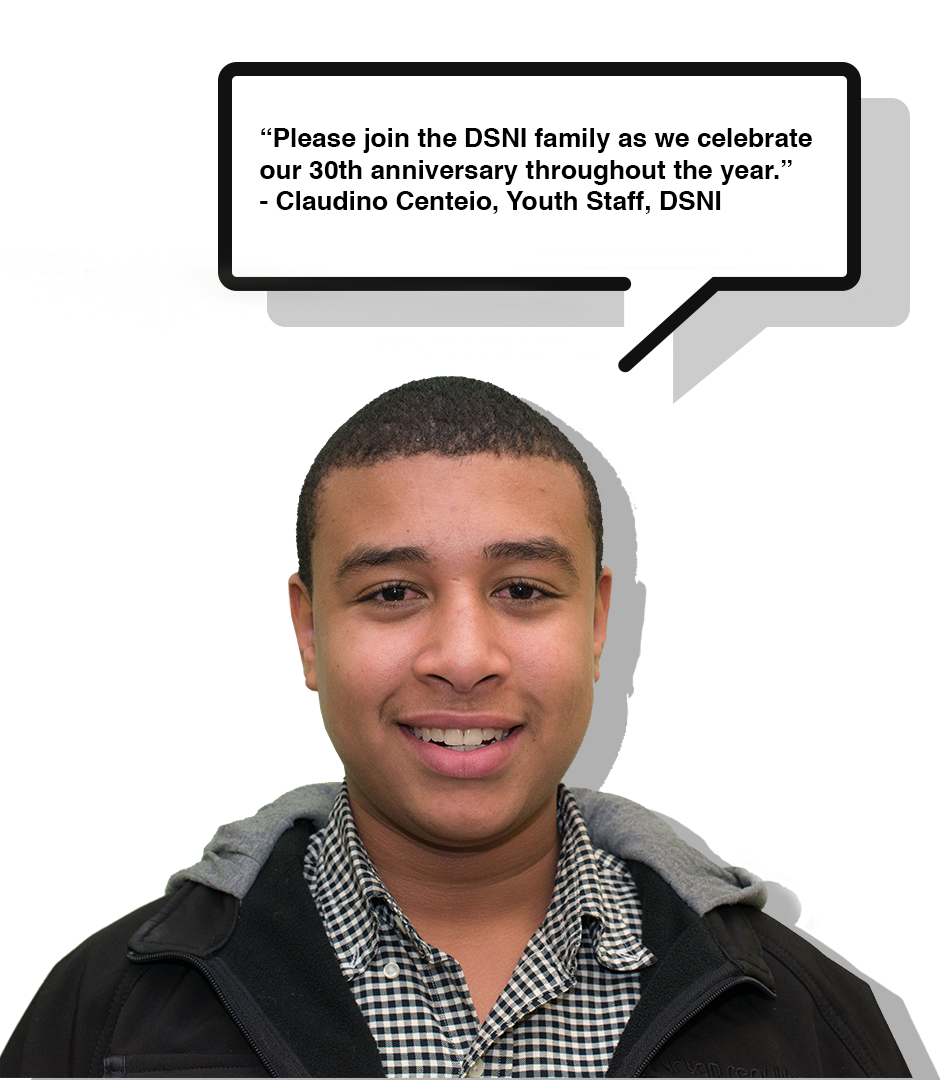 “Please join the DSNI family as we celebrate
our 30th anniversary throughout the year.”
- Claudino Centeio, Youth Staff, DSNI